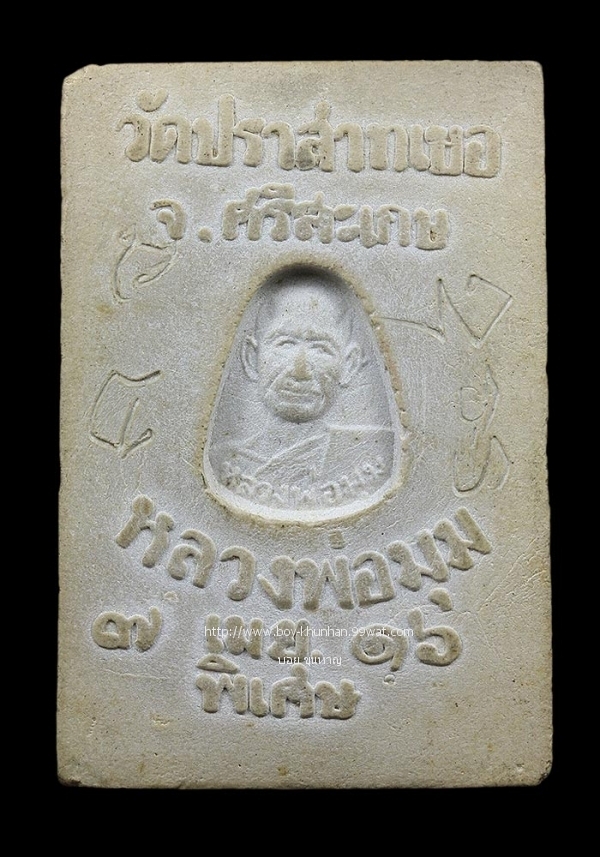 วัดปราสาทเยอ
จ.ศรีสะเกษ
หลวงพ่อมุม
หลวงพ่อมุม
๗ เมย. ๑๖
http://www.boy-khunhan.99wat.com
บอย ขุนหาญ
พิเศษ